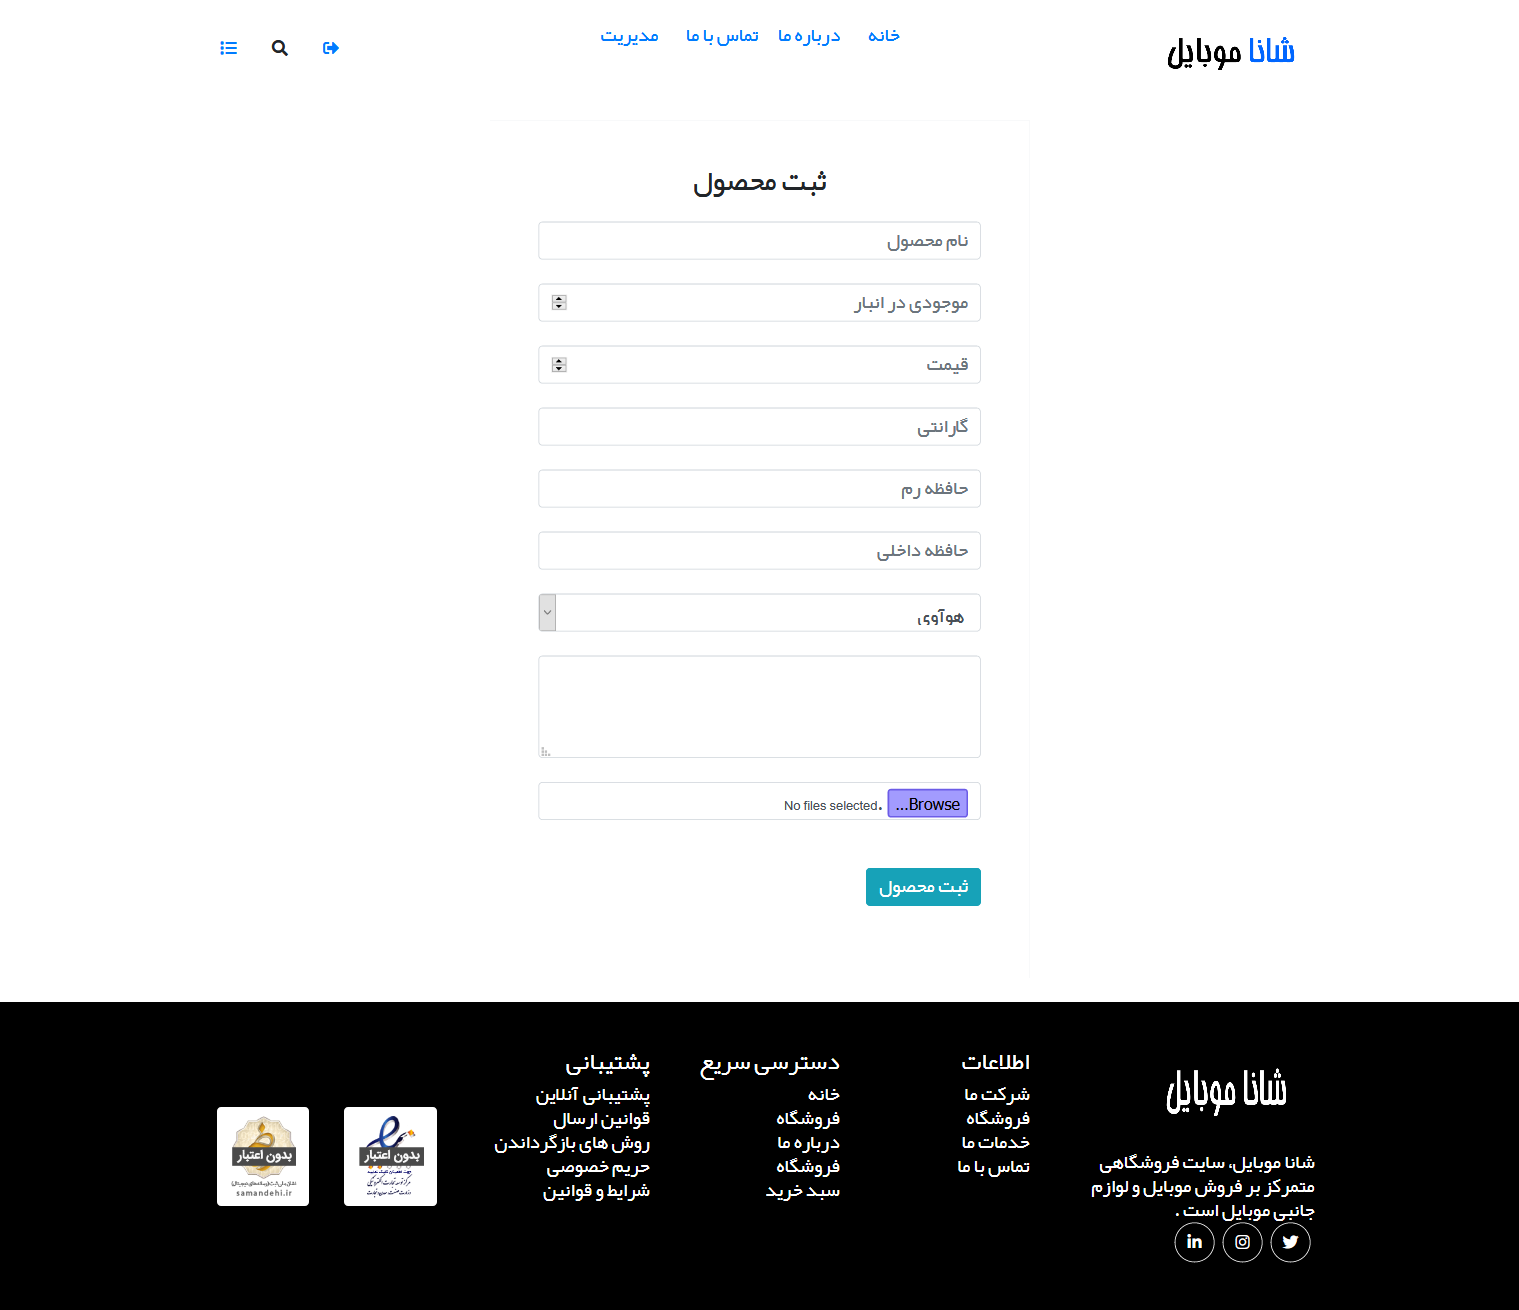 شانا موبایل
خانه
درباره ما
تماس با ما
مدیریت
ثبت محصول
نام محصول
موجودی در انبار
قیمت
گارانتی
حافظه رم
حافظه داخلی
هوآوی
Browse...
No files selected.
ثبت محصول
شانا موبایل
شانا موبایل، سایت فروشگاهی
متمرکز بر فروش موبایل و لوازم
جانبی موبایل است .
اطلاعات
شرکت ما
فروشگاه
خدمات ما
تماس با ما
دسترسی سریع
خانه
فروشگاه
درباره ما
فروشگاه
سبد خرید
پشتیبانی
پشتیبانی آنلاین
قوانین ارسال
روش های بازگرداندن
حریم خصوصی
شرایط و قوانین
بدون اعتبار
بدون اعتبار
samandehi.ir